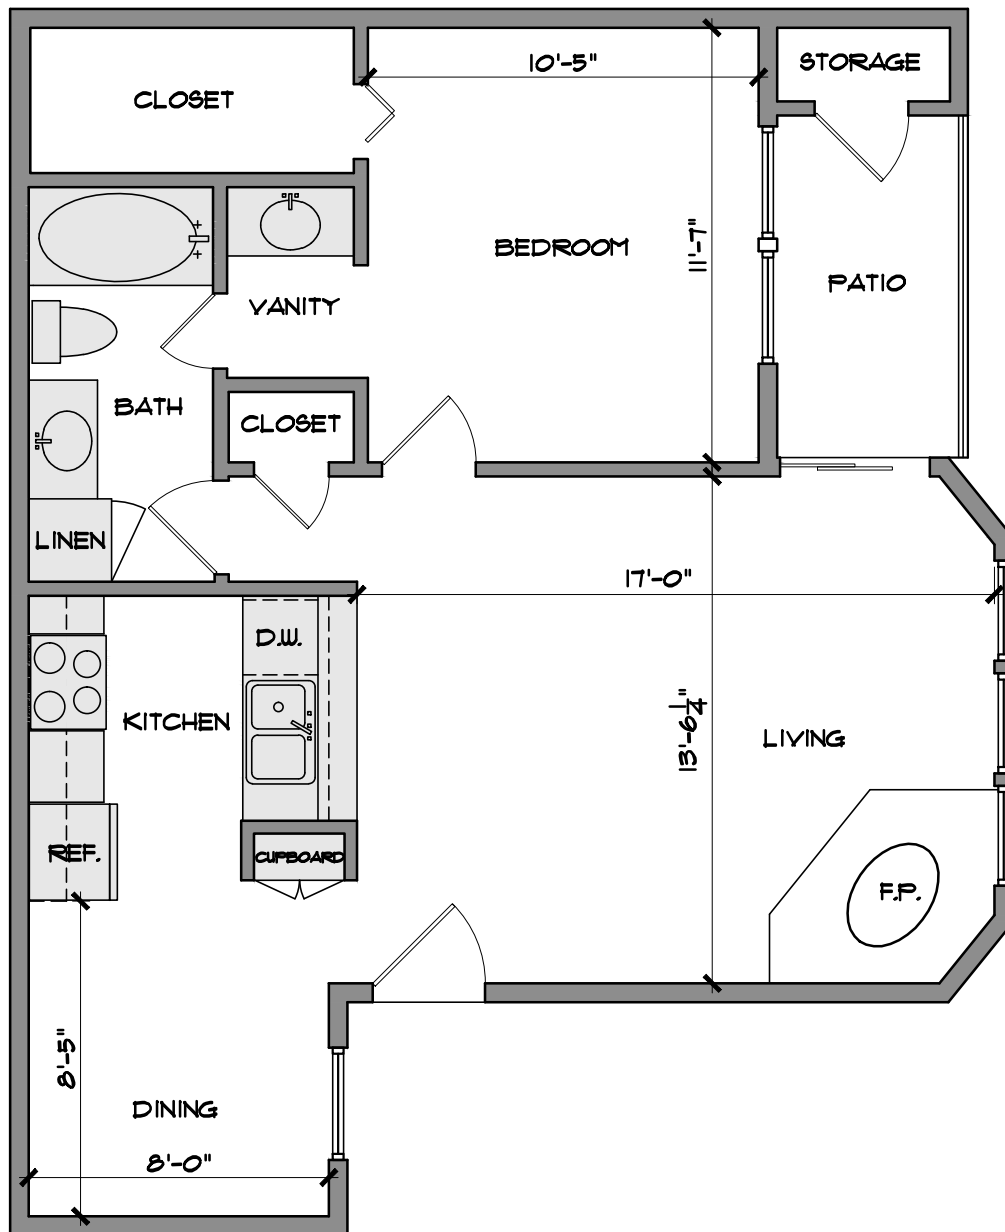 10'-5"
STORAGE
CLOSET
BEDROOM
11'-7"
PATIO
VANITY
BATH
CLOSET
LINEN
17'-0"
D.W.
KITCHEN
13'-6 1/4"
LIVING
REF.
CUPBOARD
F.P.
8'-5"
DINING
8'-0"